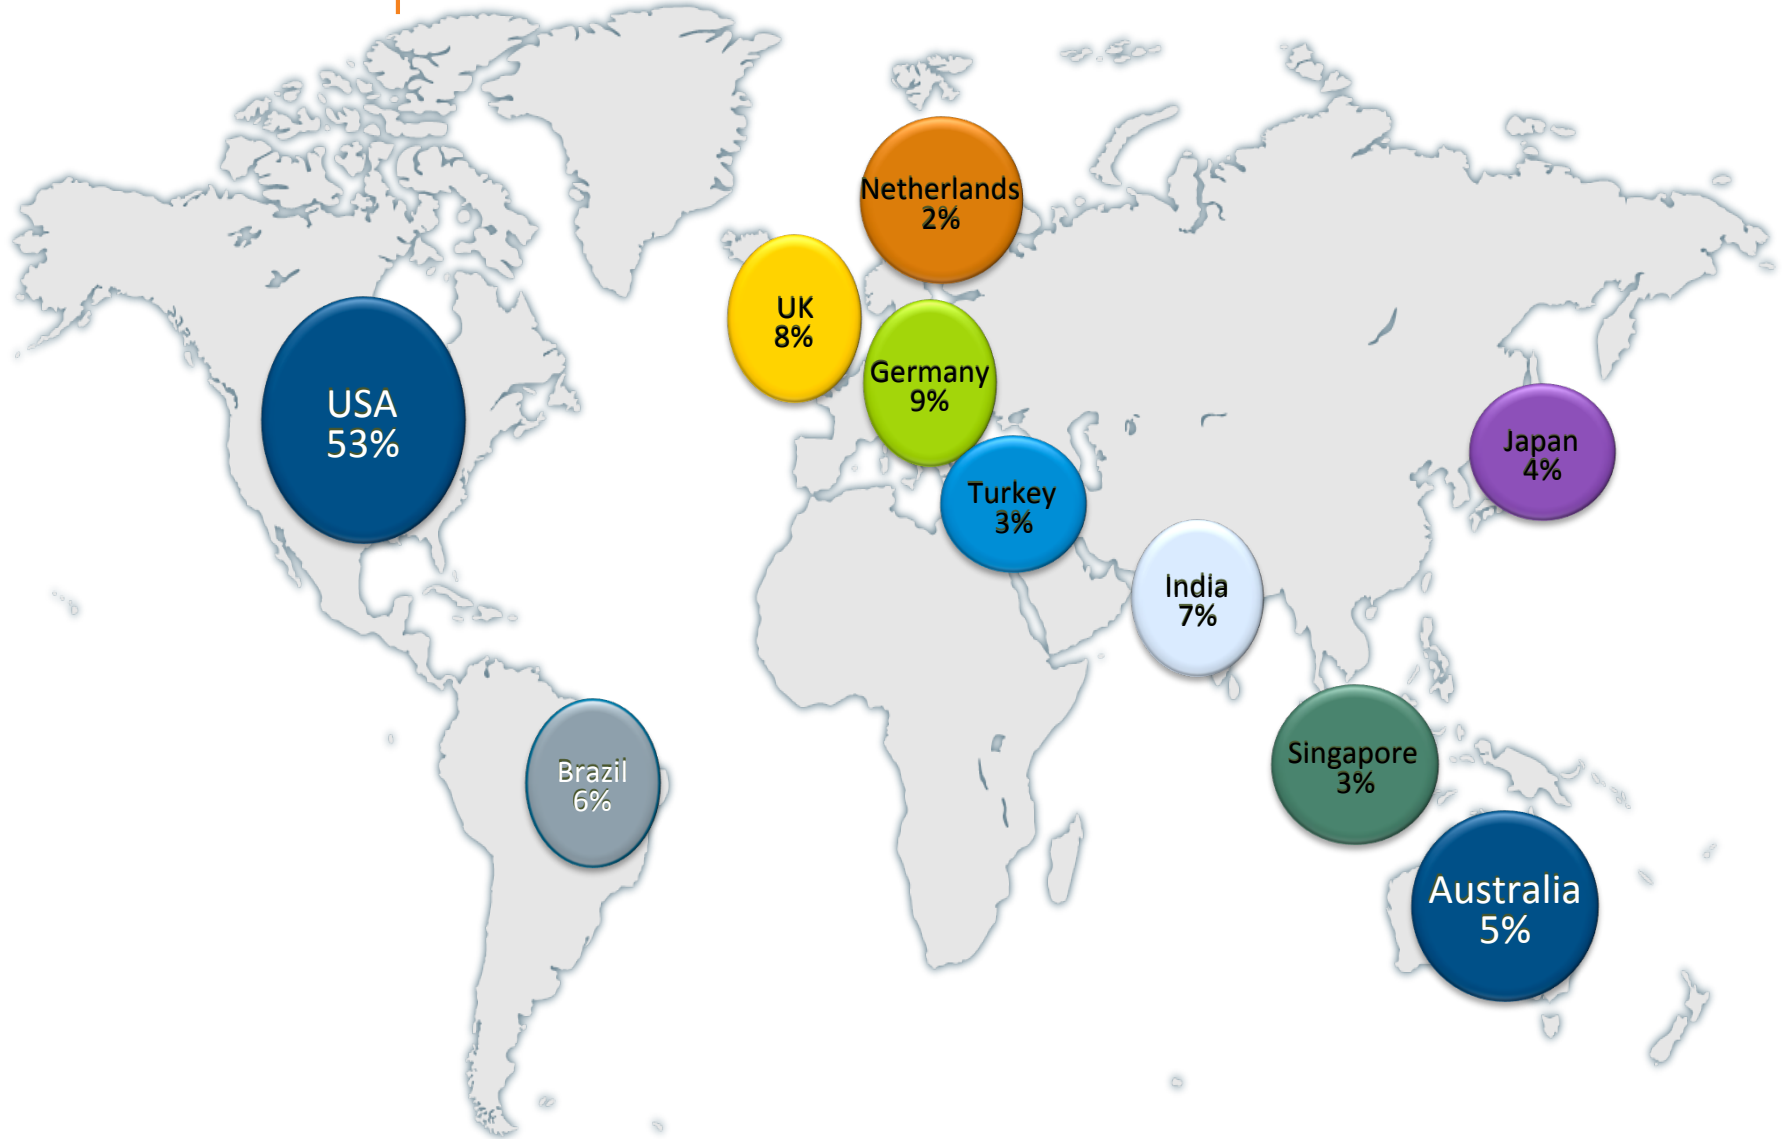 Netherlands
2%
UK
8%
Germany
9%
USA
53%
Japan
4%
Turkey
3%
India
7%
Brazil
6%
Singapore
3%
Australia
5%